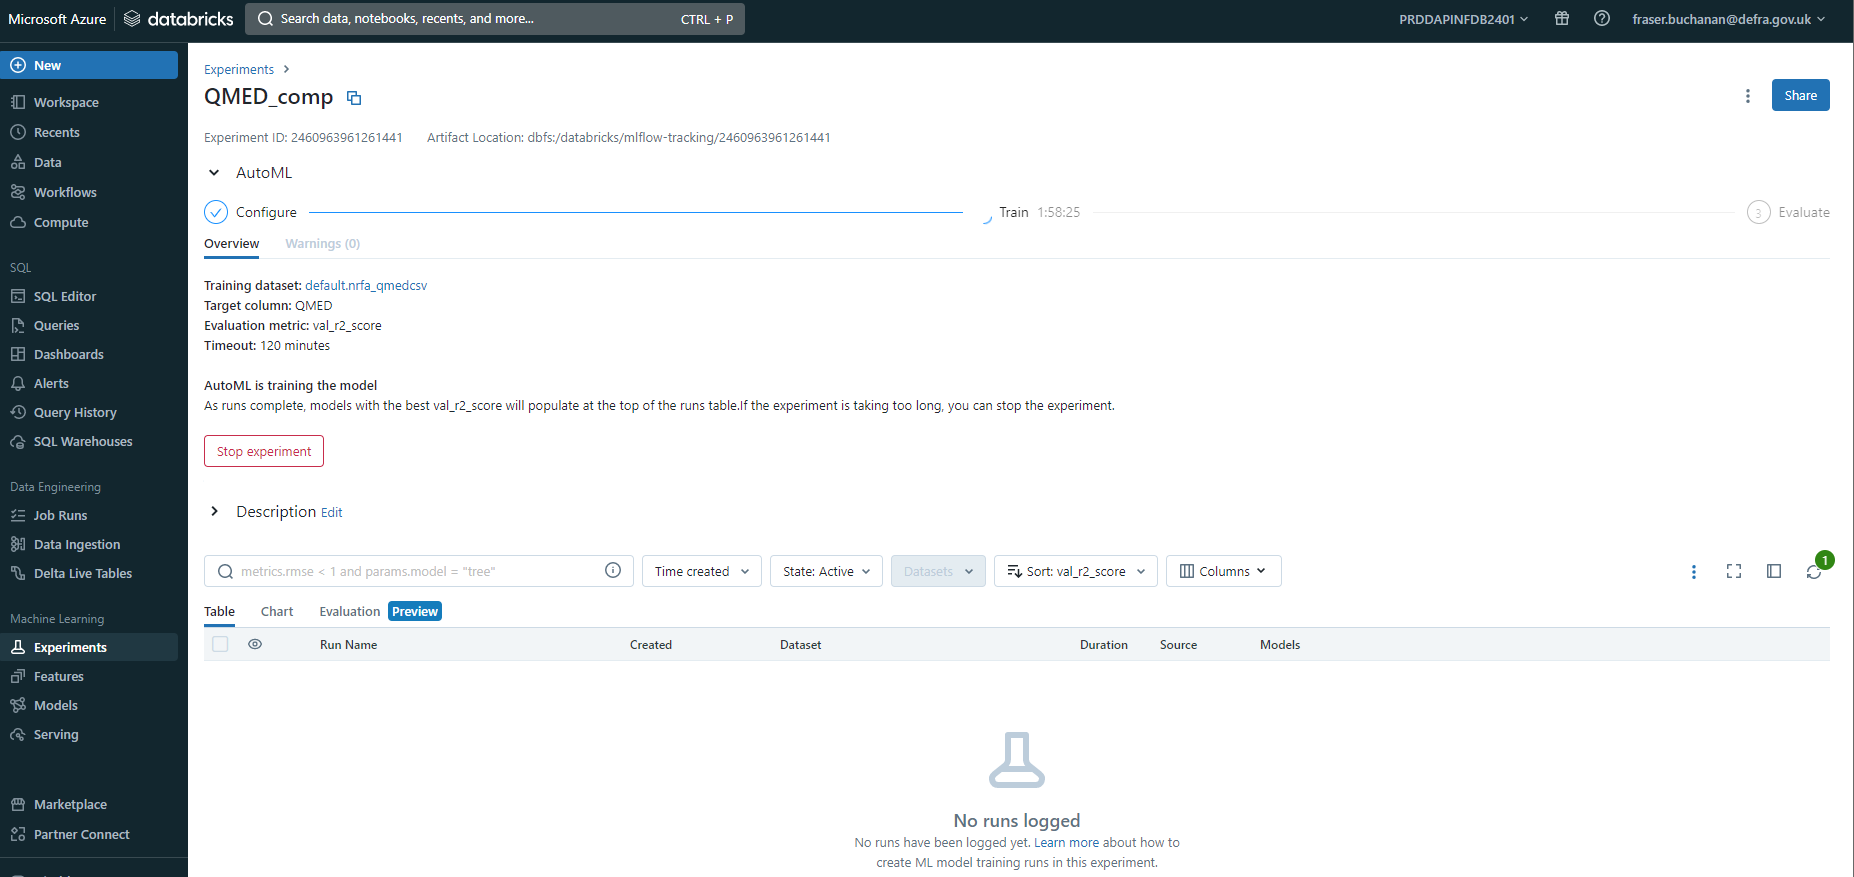 Microsoft Azure databricks Search data, notebooks, recents, and more... CTRL + P PRDDAPINFDB2401 fraser.buchanan@defra.gov.uk
New
Workspace
Recents
Data
Workflows
Compute
SQL
SQL Editor
Queries
Dashboards
Alerts
Query History
SQL Warehouses
Data Engineering
Job Runs
Data Ingestion
Delta Live Tables
Machine Learning
Experiments
Features
Models
Serving
Marketplace
Partner Connect
Experiments
QMED_comp
Share
Experiment ID: 2460963961261441 Artifact Location: dbfs:/databricks/mlflow-tracking/2460963961261441
AutoML
Configure Train 1:58:25 3 Evaluate
Overview Warnings (0)
Training dataset: default.nrfa_qmedcsv
Target column: QMED
Evaluation metric: val_r2_score
Timeout: 120 minutes
AutoML is training the model
As runs complete, models with the best val_r2_score will populate at the top of the runs table.If the experiment is taking too long, you can stop the experiment.
Stop experiment
Description Edit
metrics.rmse < 1 and params.model = "tree" Time created State: Active Datasets Sort: val_r2_score Columns 1
Table Chart Evaluation Preview
Run Name Created Dataset Duration Source Models
No runs logged
No runs have been logged yet. Learn more about how to
create ML model training runs in this experiment.